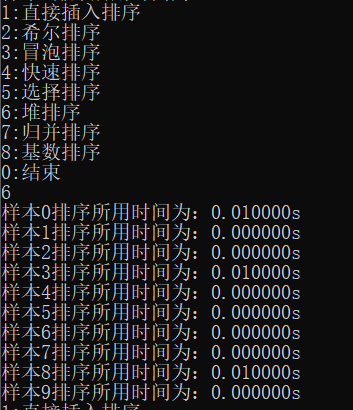 1:直接插入排序
2:希尔排序
3:冒泡排序
4:快速排序
5:选择排序
6:堆排序
7:归并排序
8:基数排序
0:结束
6
样本0排序所用时间为：0.010000s
样本1排序所用时间为：0.000000s
样本2排序所用时间为：0.000000s
样本3排序所用时间为：0.010000s
样本4排序所用时间为：0.000000s
样本5排序所用时间为：0.000000s
样本6排序所用时间为：0.000000s
样本7排序所用时间为：0.000000s
样本8排序所用时间为：0.010000s
样本9排序所用时间为：0.000000s
1:直接插入排序